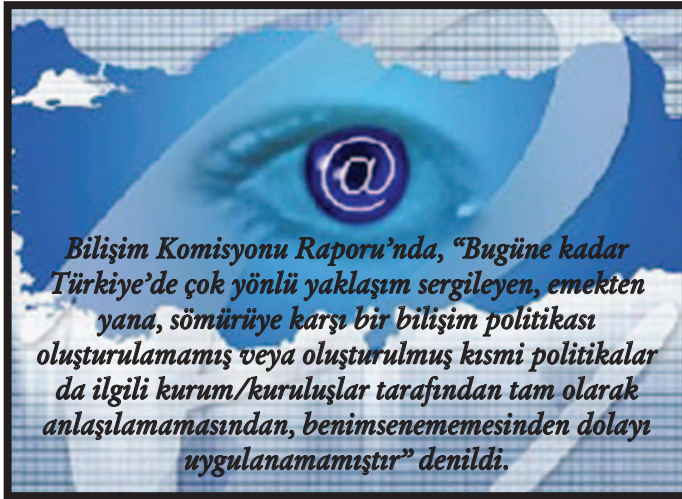 @
Bilişim Komisyonu Raporu’nda, “Bugüne kadar
Türkiye’de çok yönlü yaklaşım sergileyen, emekten
yana, sömürüye karşı bir bilişim politikası
oluşturulamamış veya oluşturulmuş kısmi politikalar
da ilgili kurum/kuruluşlar tarafından tam olarak
anlaşılamamasından, benimsenememesinden dolayı
uygulanamamıştır” denildi.